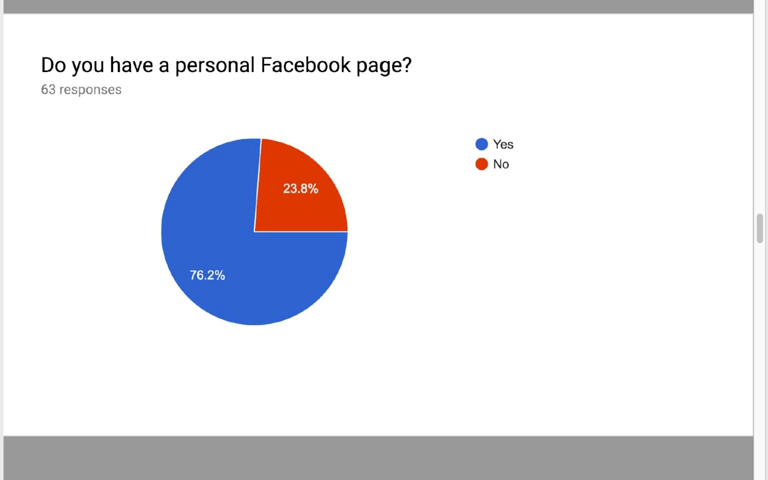 Do you have a personal Facebook page?
63 responses
Yes
No
23.8%
76.2%